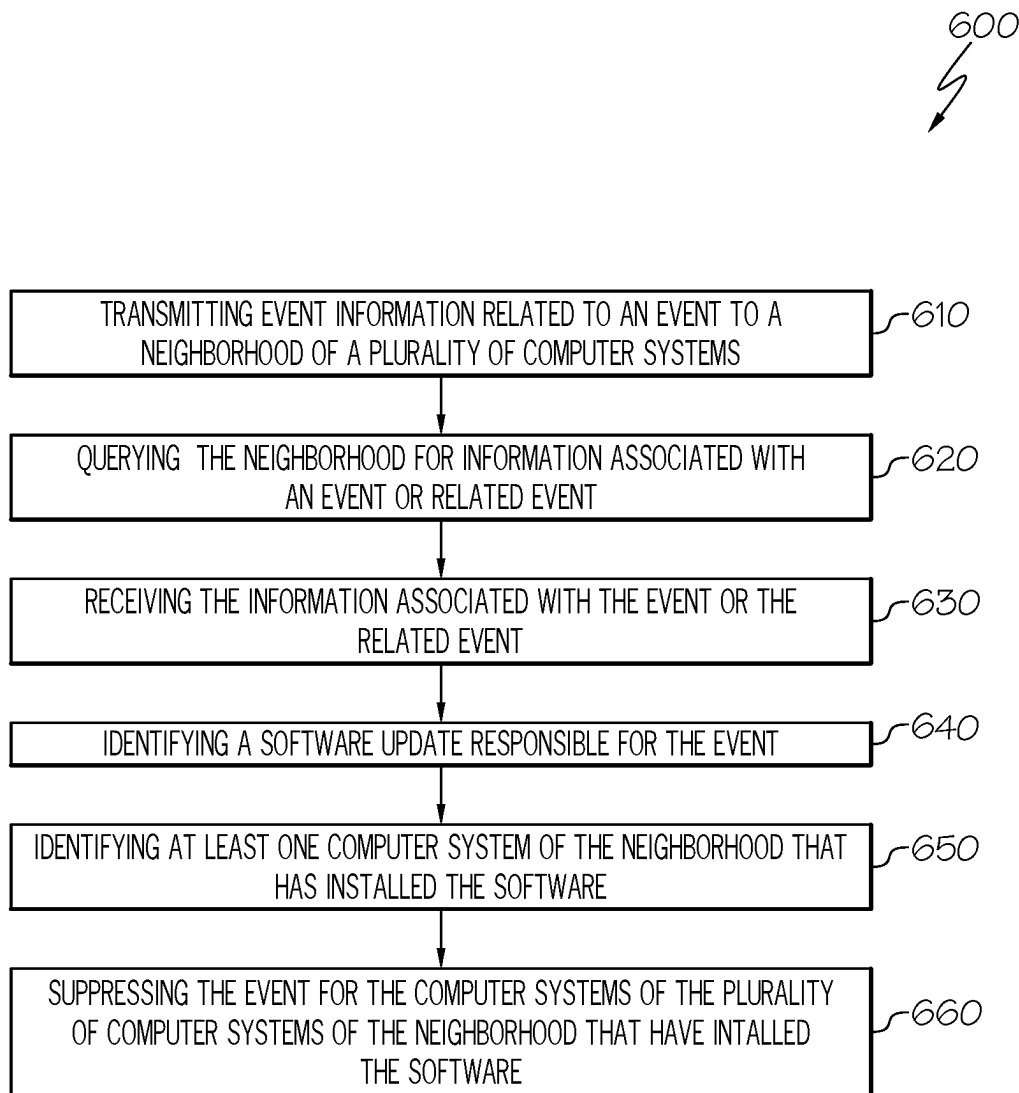 600
TRANSMITTING EVENT INFORMATION RELATED TO AN EVENT TO A
NEIGHBORHOOD OF A PLURALITY OF COMPUTER SYSTEMS
610
QUERYING THE NEIGHBORHOOD FOR INFORMATION ASSOCIATED WITH
AN EVENT OR RELATED EVENT
620
RECEIVING THE INFORMATION ASSOCIATED WITH THE EVENT OR THE
RELATED EVENT
630
IDENTIFYING A SOFTWARE UPDATE RESPONSIBLE FOR THE EVENT
640
IDENTIFYING AT LEAST ONE COMPUTER SYSTEM OF THE NEIGHBORHOOD THAT
HAS INSTALLED THE SOFTWARE
650
SUPPRESSING THE EVENT FOR THE COMPUTER SYSTEMS OF THE PLURALITY
OF COMPUTER SYSTEMS OF THE NEIGHBORHOOD THAT HAVE INTALLED
THE SOFTWARE
660